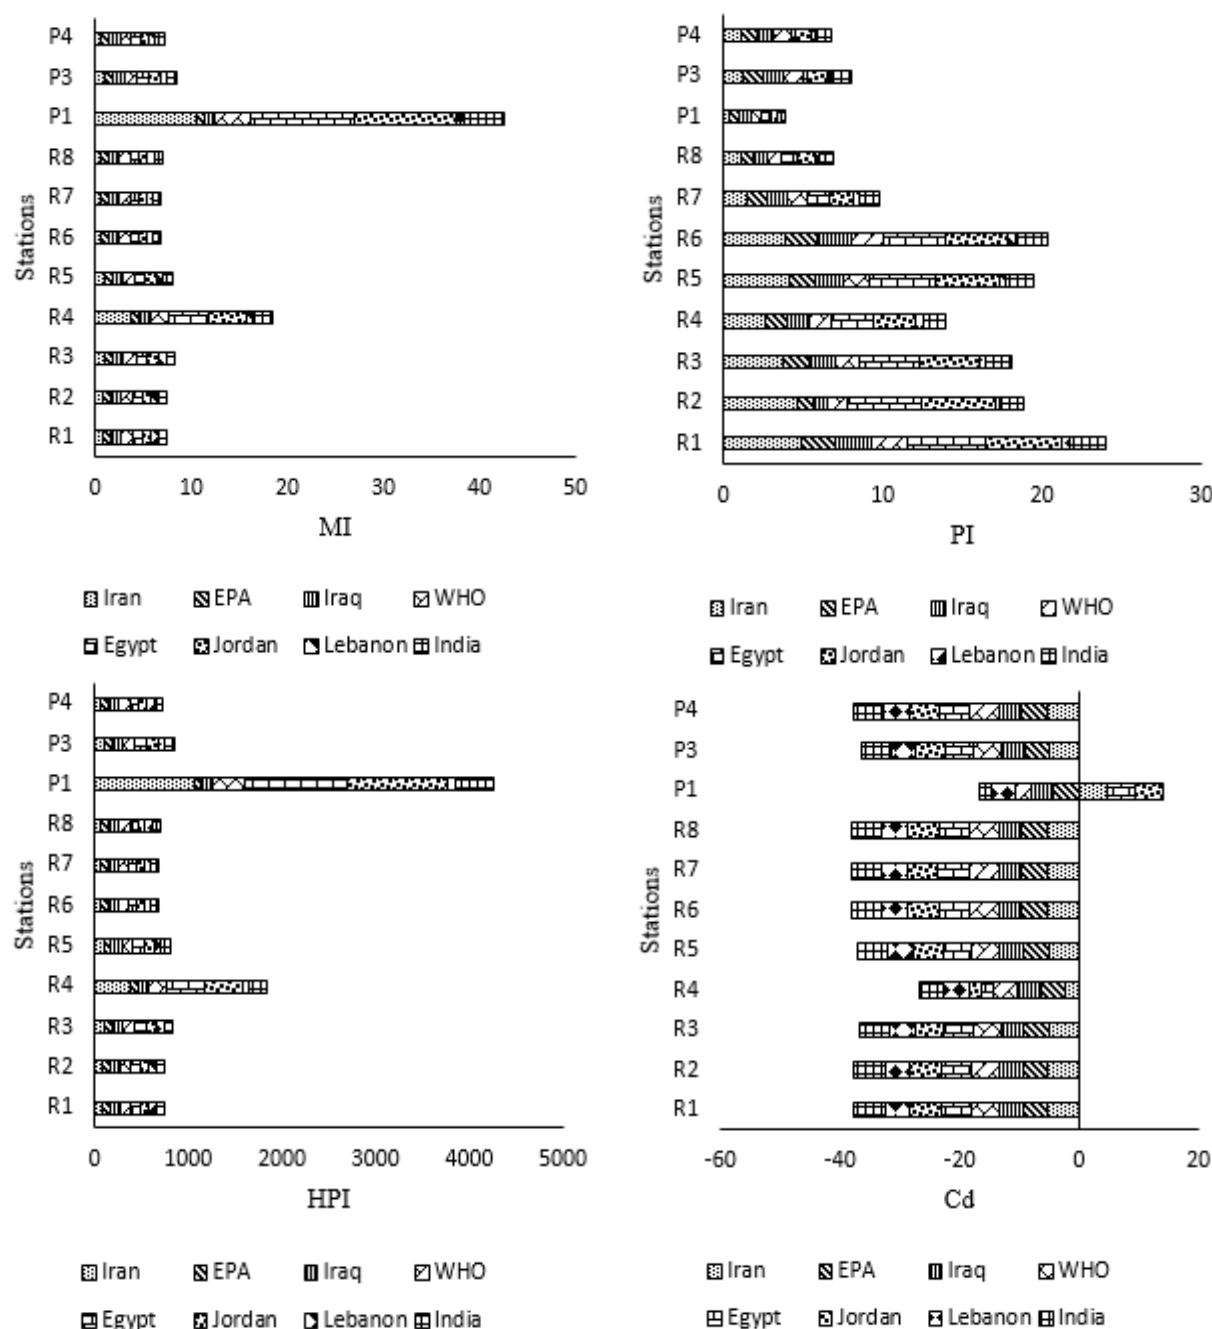 P4
P3
P1
R8
R7
R6
R5
R4
R3
R2
R1
Stations
0 10 20 30 40 50
MI
Iran EPA Iraq WHO
Egypt Jordan Lebanon India
P4
P3
P1
R8
R7
R6
R5
R4
R3
R2
R1
Stations
0 10 20 30
PI
Iran EPA Iraq WHO
Egypt Jordan Lebanon India
P4
P3
P1
R8
R7
R6
R5
R4
R3
R2
R1
Stations
0 1000 2000 3000 4000 5000
HPI
Iran EPA Iraq WHO
Egypt Jordan Lebanon India
P4
P3
P1
R8
R7
R6
R5
R4
R3
R2
R1
Stations
-60 -40 -20 0 20
Cd
Iran EPA Iraq WHO
Egypt Jordan Lebanon India